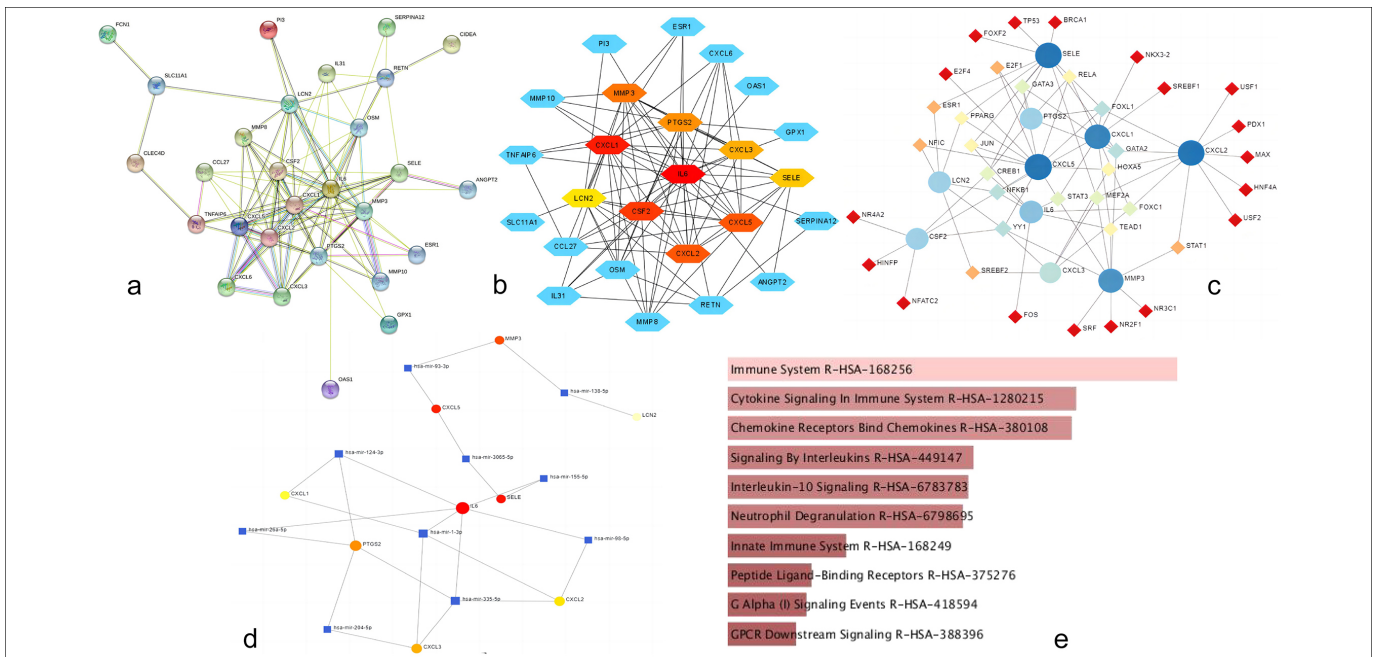 FCN1
PI3
SERPINA12
CIDEA
IL31
RETN
SLC11A1
LCN2
OSM
MMP8
CLEC4D
CCL27
CSF2
SELE
IL6
ANGPT2
CXCL1
MMP3
TNFAIP6
CXCL5
CXCL2
PTGS2
ESR1
CXCL6
CXCL3
MMP10
GPX1
OAS1
a
ESR1
PI3
CXCL6
OAS1
MMP10
MMP3
PTGS2
GPX1
CXCL1
CXCL3
TNFAIP6
IL6
SELE
LCN2
CSF2
CXCL5
SERPINA12
SLC11A1
CCL27
CXCL2
OSM
ANGPT2
IL31
RETN
MMP8
b
TP53
BRCA1
FOXF2
SELE
NKX3-2
E2F4
E2F1
RELA
GATA3
SREBF1
USF1
ESR1
PPARG
PTGS2
FOXL1
CXCL1
PDX1
NFIC
JUN
GATA2
CXCL2
MAX
CXCL5
HOXA5
CREB1
HNF4A
LCN2
NFKB1
STAT3
MEF2A
NR4A2
IL6
FOXC1
USF2
CSF2
YY1
TEAD1
STAT1
HINFP
SREBF2
CXCL3
MMP3
NFATC2
FOS
SRF
NR2F1
NR3C1
c
MMP3
hsa-mir-93-3p
hsa-mir-130-5p
CXCL5
LCN2
hsa-mir-124-3p
hsa-mir-3065-5p
hsa-mir-155-5p
CXCL1
SELE
IL6
hsa-mir-26a-5p
hsa-mir-1-3p
PTGS2
hsa-mir-98-5p
hsa-mir-335-5p
CXCL2
hsa-mir-204-5p
CXCL3
d
Immune System R-HSA-168256
Cytokine Signaling In Immune System R-HSA-1280215
Chemokine Receptors Bind Chemokines R-HSA-380108
Signaling By Interleukins R-HSA-449147
Interleukin-10 Signaling R-HSA-6783783
Neutrophil Degranulation R-HSA-6798695
Innate Immune System R-HSA-168249
Peptide Ligand-Binding Receptors R-HSA-375276
G Alpha (I) Signaling Events R-HSA-418594
GPCR Downstream Signaling R-HSA-388396
e